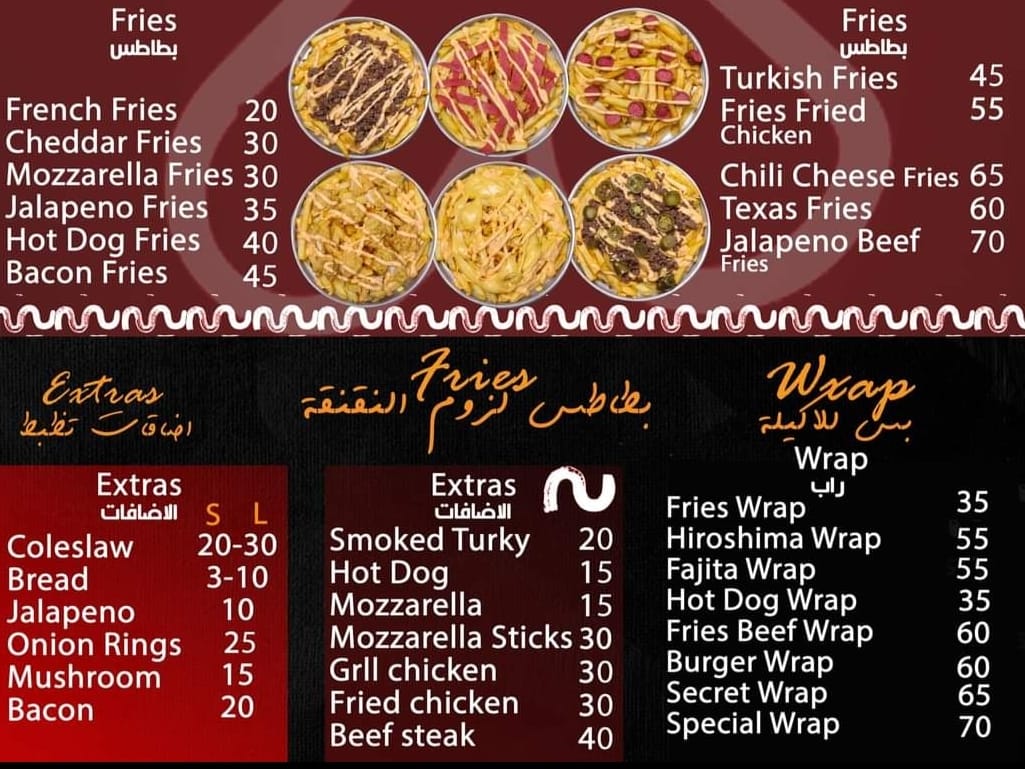 Fries
بطاطس
French Fries 20
Cheddar Fries 30
Mozzarella Fries 30
Jalapeno Fries 35
Hot Dog Fries 40
Bacon Fries 45
Fries
بطاطس
Turkish Fries 45
Fries Fried 55
Chicken
Chili Cheese Fries 65
Texas Fries 60
Jalapeno Beef 70
Fries
Extras
اضافات تظبط
Extras
الاضافات
S L
Coleslaw 20-30
Bread 3-10
Jalapeno 10
Onion Rings 25
Mushroom 15
Bacon 20
Fries
بطاطس لزوم النقنقة
Extras
الاضافات
Smoked Turky 20
Hot Dog 15
Mozzarella 15
Mozzarella Sticks 30
Grll chicken 30
Fried chicken 30
Beef steak 40
Wrap
بس للاكيلة
Wrap
راب
Fries Wrap 35
Hiroshima Wrap 55
Fajita Wrap 55
Hot Dog Wrap 35
Fries Beef Wrap 60
Burger Wrap 60
Secret Wrap 65
Special Wrap 70